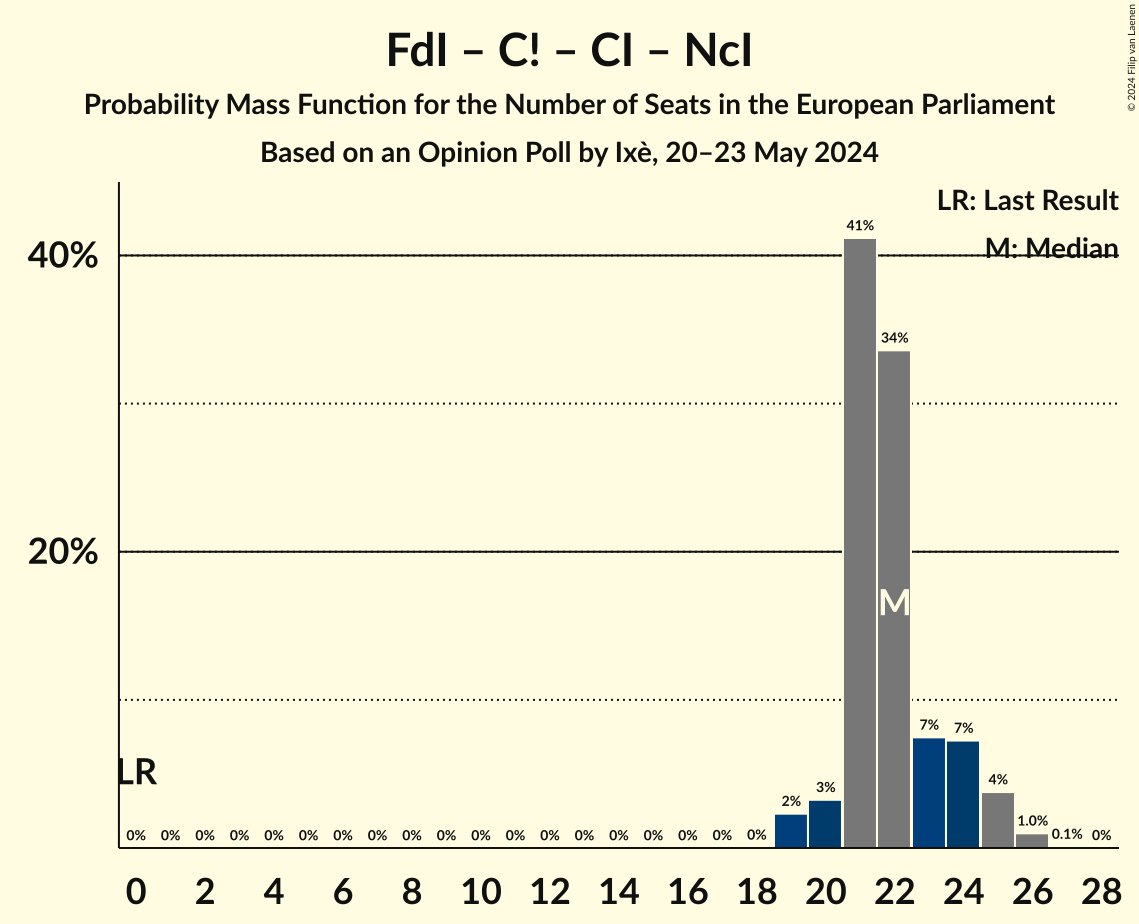 FdI – C! – CI – NcI
Probability Mass Function for the Number of Seats in the European Parliament
Based on an Opinion Poll by Ixè, 20–23 May 2024
© 2024 Filip van Laenen
LR: Last Result
M: Median
40%
20%
41%
34%
M
7%
7%
4%
3%
2%
1.0%
0.1%
0%
LR
0% 0% 0% 0% 0% 0% 0% 0% 0% 0% 0% 0% 0% 0% 0% 0% 0% 0% 0%
0 2 4 6 8 10 12 14 16 18 20 22 24 26 28